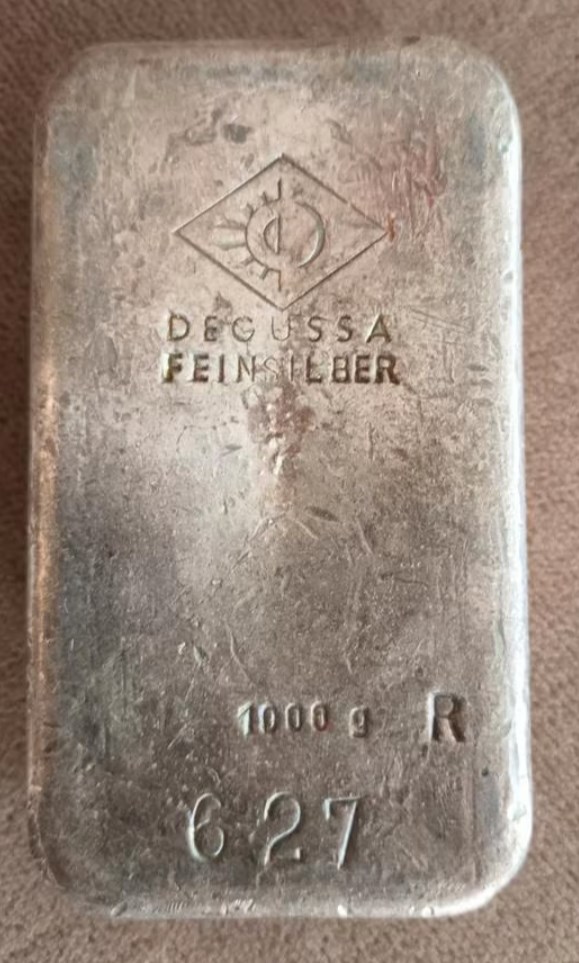 DEGUSSA
FEINSILBER
1000 g R
627